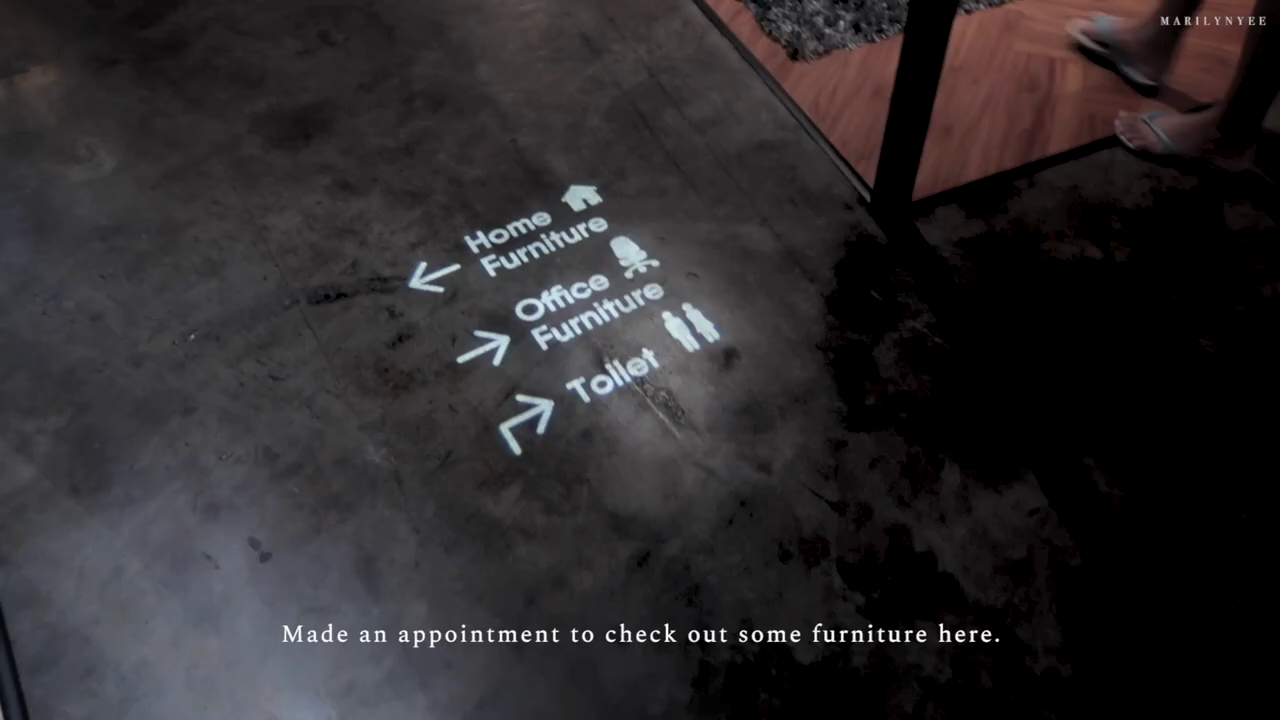 MARILYNYEE
Home
Furniture
Office
Furniture
Toilet
Made an appointment to check out some furniture here.